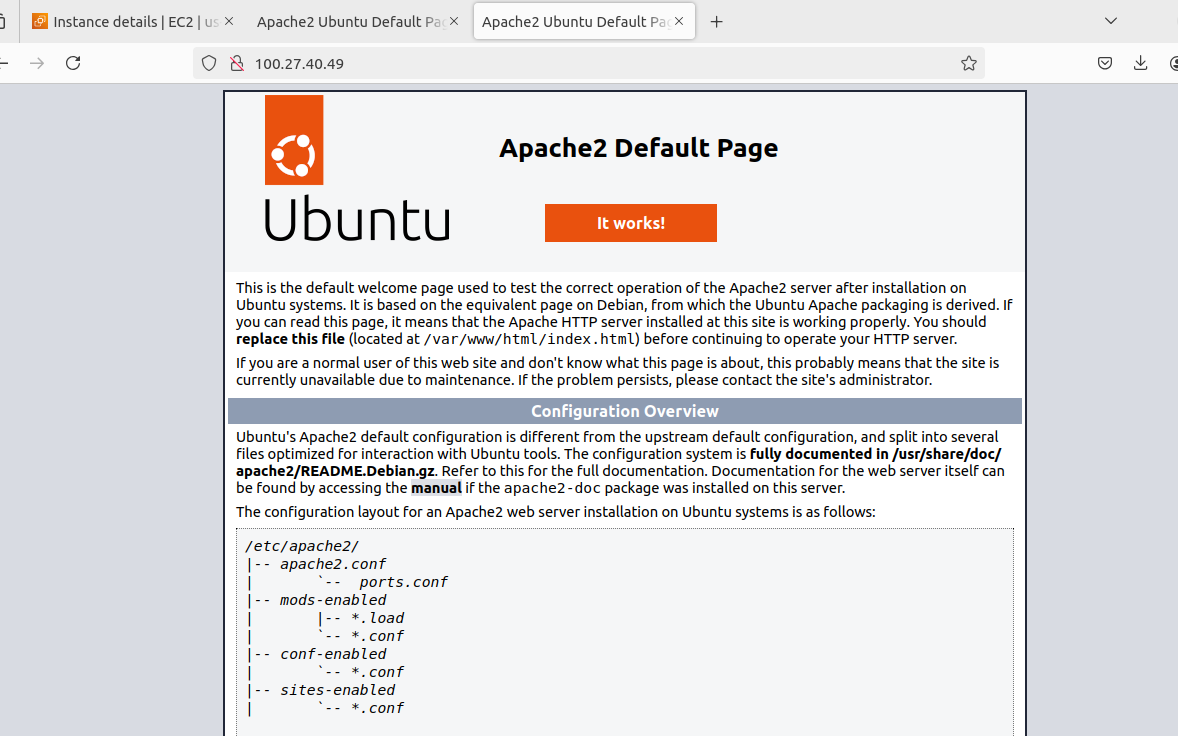 Instance details | EC2 | us
Apache2 Ubuntu Default Pag
Apache2 Ubuntu Default Pag
100.27.40.49
Apache2 Default Page
Ubuntu
It works!
This is the default welcome page used to test the correct operation of the Apache2 server after installation on
Ubuntu systems. It is based on the equivalent page on Debian, from which the Ubuntu Apache packaging is derived. If
you can read this page, it means that the Apache HTTP server installed at this site is working properly. You should
replace this file (located at /var/www/html/index.html) before continuing to operate your HTTP server.
If you are a normal user of this web site and don't know what this page is about, this probably means that the site is
currently unavailable due to maintenance. If the problem persists, please contact the site's administrator.
Configuration Overview
Ubuntu's Apache2 default configuration is different from the upstream default configuration, and split into several
files optimized for interaction with Ubuntu tools. The configuration system is fully documented in /usr/share/doc/
apache2/README.Debian.gz. Refer to this for the full documentation. Documentation for the web server itself can
be found by accessing the manual if the apache2-doc package was installed on this server.
The configuration layout for an Apache2 web server installation on Ubuntu systems is as follows:
/etc/apache2/
|-- apache2.conf
|       `--  ports.conf
|-- mods-enabled
|       |-- *.load
|       `-- *.conf
|-- conf-enabled
|       `-- *.conf
|-- sites-enabled
|       `-- *.conf